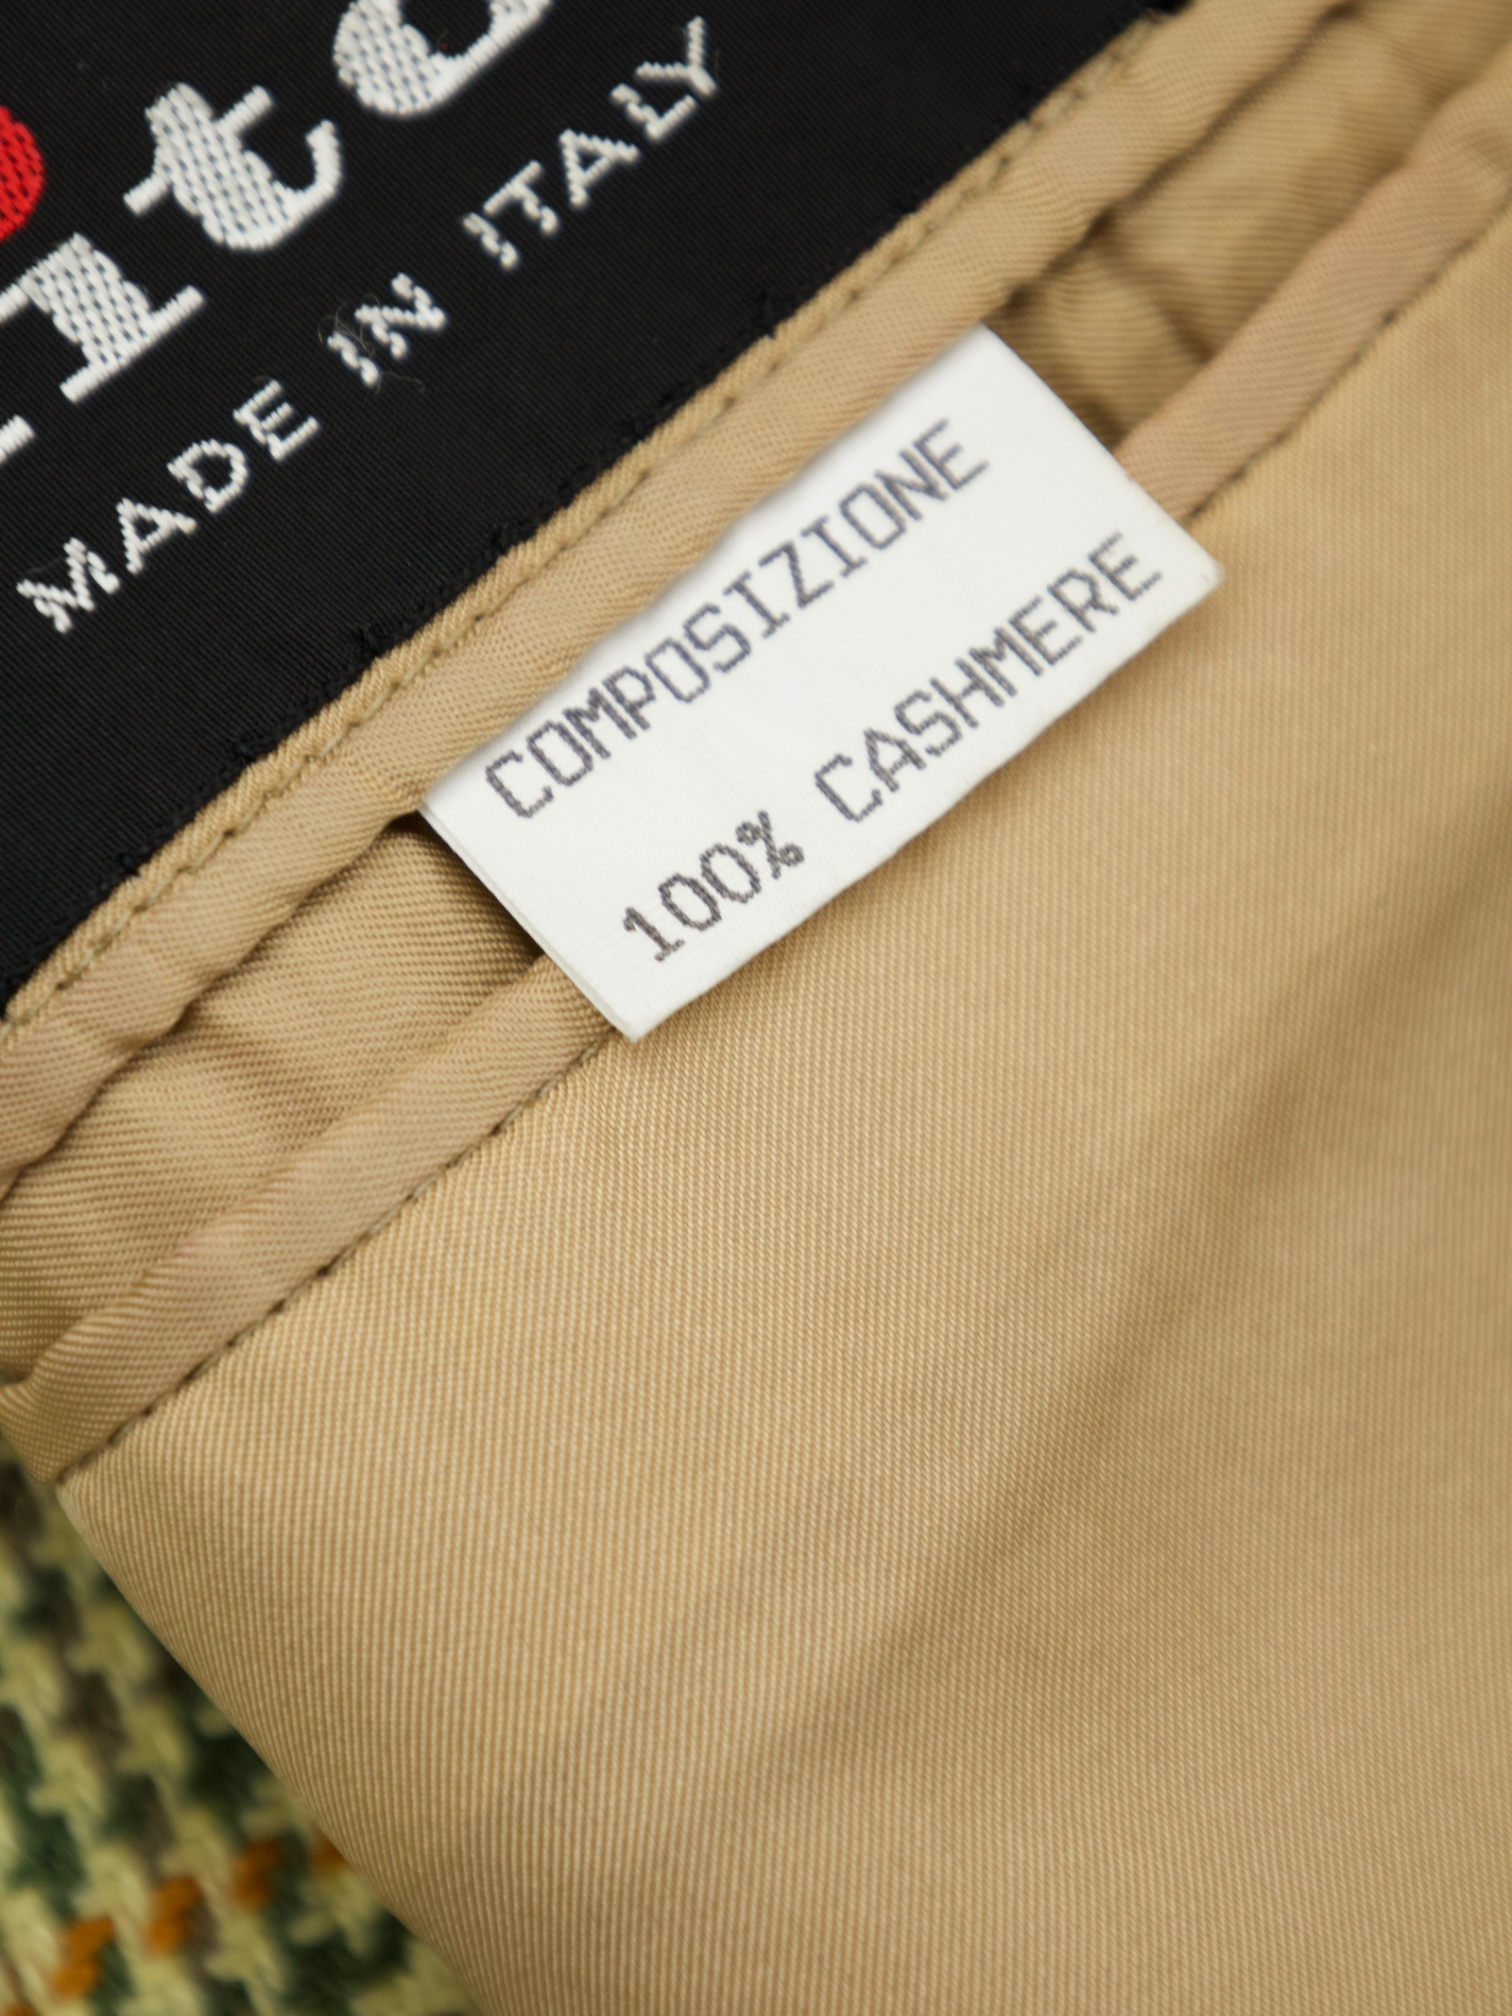 MADE IN ITALY
COMPOSIZIONE
100% CASHMERE